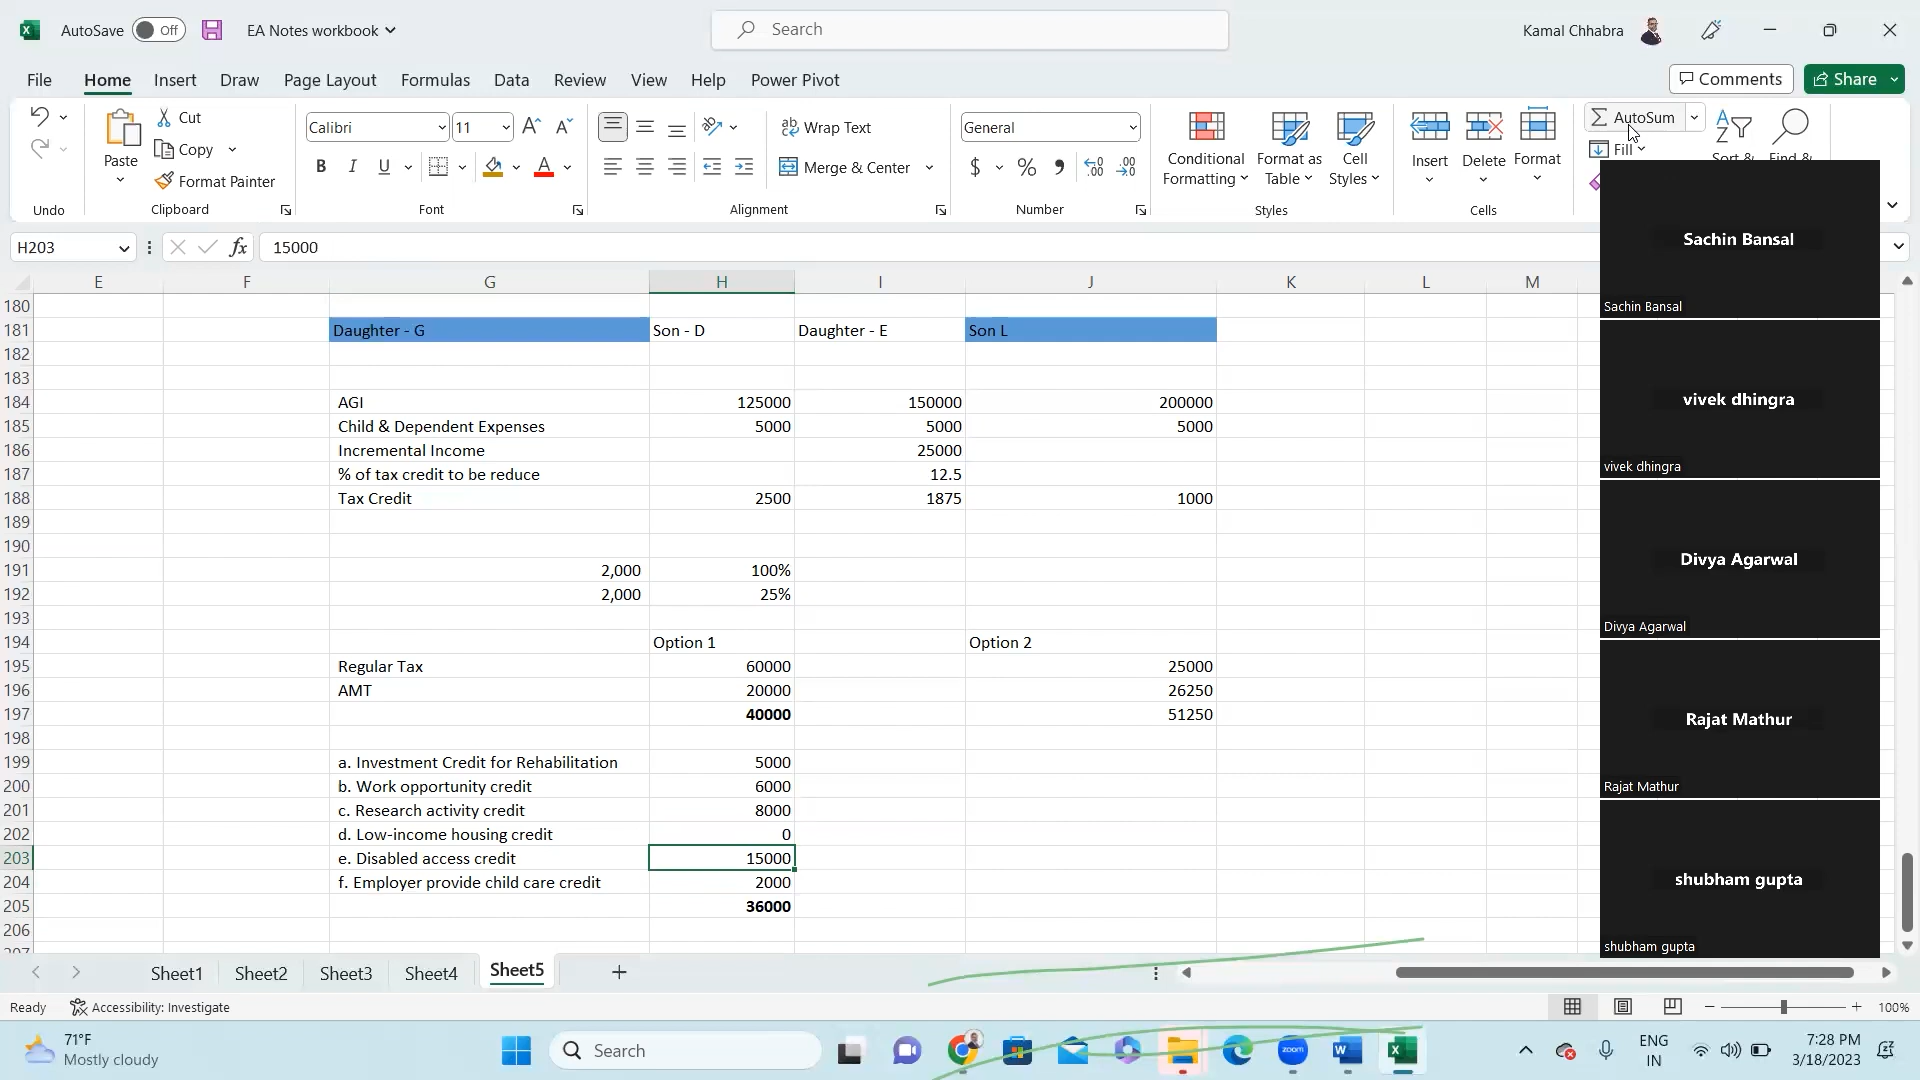 AutoSave Off EA Notes workbook Search Kamal Chhabra
File Home Insert Draw Page Layout Formulas Data Review View Help Power Pivot Comments Share
Paste Cut Copy Format Painter
Calibri 11 B I U A
Wrap Text Merge & Center
General $ %
Conditional Formatting Format as Table Cell Styles
Insert Delete Format
AutoSum Fill
Undo Clipboard Font Alignment Number Styles Cells
H203 fx 15000
E F G H I J K L M
180
181 Daughter - G Son - D Daughter - E Son L
182
183
184 AGI 125000 150000 200000
185 Child & Dependent Expenses 5000 5000 5000
186 Incremental Income 25000
187 % of tax credit to be reduce 12.5
188 Tax Credit 2500 1875 1000
189
190
191 2,000 100%
192 2,000 25%
193
194 Option 1 Option 2
195 Regular Tax 60000 25000
196 AMT 20000 26250
197 40000 51250
198
199 a. Investment Credit for Rehabilitation 5000
200 b. Work opportunity credit 6000
201 c. Research activity credit 8000
202 d. Low-income housing credit 0
203 e. Disabled access credit 15000
204 f. Employer provide child care credit 2000
205 36000
206
Sachin Bansal
Sachin Bansal
vivek dhingra
vivek dhingra
Divya Agarwal
Divya Agarwal
Rajat Mathur
Rajat Mathur
shubham gupta
shubham gupta
Sheet1 Sheet2 Sheet3 Sheet4 Sheet5
Ready Accessibility: Investigate 100%
71°F
Mostly cloudy
Search
zoom
ENG
IN
7:28 PM
3/18/2023